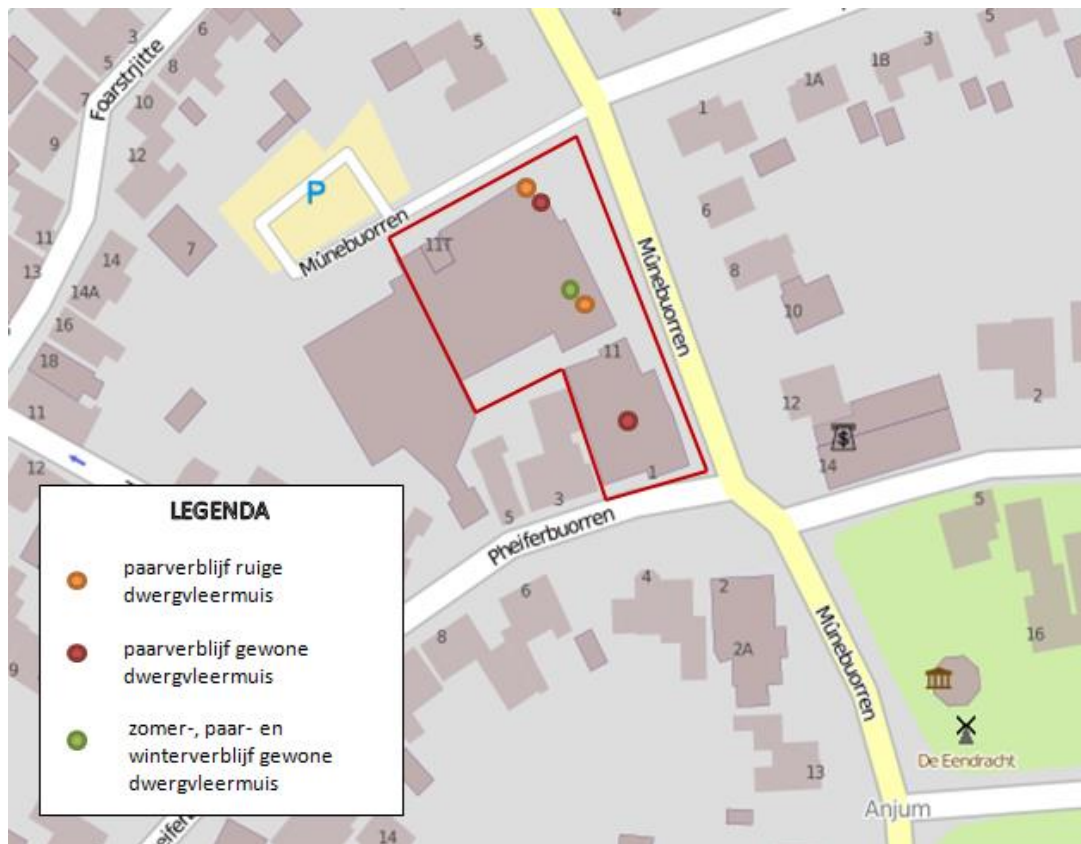 4
5
3
6
5
3
1B
5
8
1A
7
10
1
Foarstrjitte
9
12
P
6
Mûnebuorren
7
11
11T
Mûnebuorren
8
13
14
14A
10
16
11
18
2
12
11
14
1
12
3
5
5
Pheiferbuorren
LEGENDA
paarverblijf ruige
dwergvleermuis
paarverblijf gewone
dwergvleermuis
zomer-, paar- en
winterverblijf gewone
dwergvleermuis
4
2
6
8
2A
16
9
Mûnebuorren
De Eendracht
13
Anjum
14